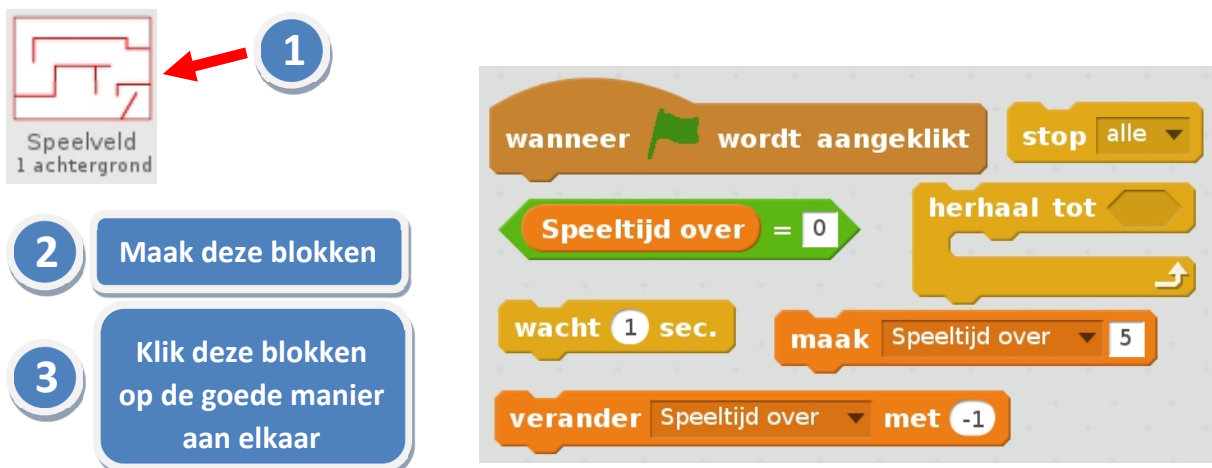 1
Speelveld
1 achtergrond
2
Maak deze blokken
3
Klik deze blokken
op de goede manier
aan elkaar
wanneer wordt aangeklikt
stop alle
Speeltijd over = 0
herhaal tot
wacht 1 sec.
maak Speeltijd over 5
verander Speeltijd over met -1